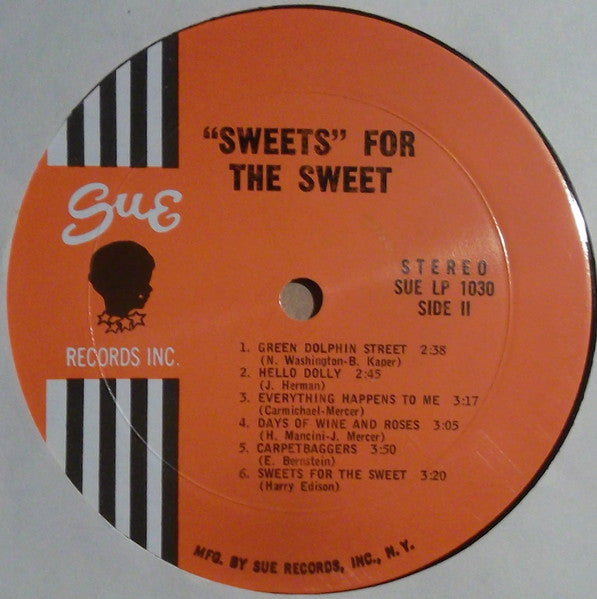 "SWEETS" FOR
THE SWEET
Sue
RECORDS INC.
STEREO
SUE LP 1030
SIDE II
1. GREEN DOLPHIN STREET 2:38
(N. Washington-B. Kaper)
2. HELLO DOLLY 2:45
(J. Herman)
3. EVERYTHING HAPPENS TO ME 3:17
(Carmichael-Mercer)
4. DAYS OF WINE AND ROSES 3:05
(H. Mancini-J. Mercer)
5. CARPETBAGGERS 3:50
(E. Bernstein)
6. SWEETS FOR THE SWEET 3:20
(Harry Edison)
MFG. BY SUE RECORDS, INC., N. Y.